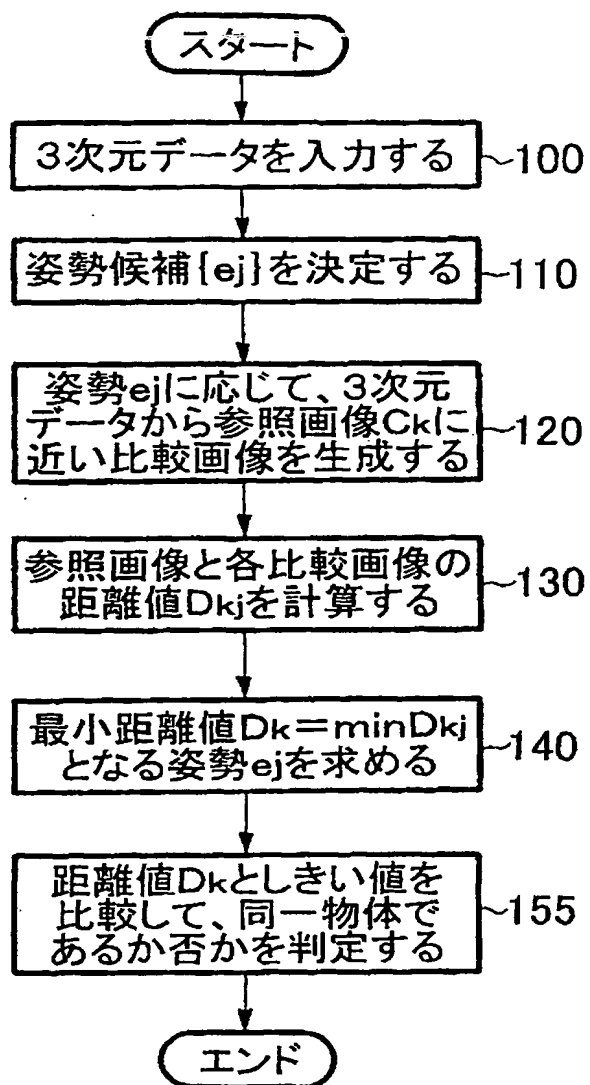 スタート
3次元データを入力する
100
姿勢候補{ej}を決定する
110
姿勢ejに応じて、3次元
データから参照画像Ckに
近い比較画像を生成する
120
参照画像と各比較画像の
距離値Dkjを計算する
130
最小距離値Dk=minDkj
となる姿勢ejを求める
140
距離値Dkとしきい値を
比較して、同一物体で
あるか否かを判定する
155
エンド